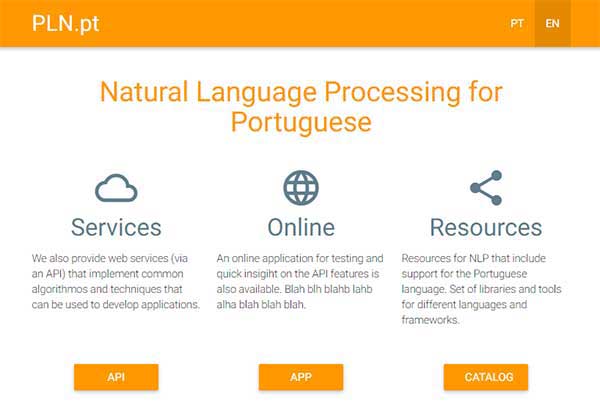 PLN.pt
PT
EN
Natural Language Processing for
Portuguese
Services
We also provide web services (via
an API) that implement common
algorithmos and techniques that
can be used to develop applications.
API
Online
An online application for testing and
quick insigiht on the API features is
also available. Blah blh blahb lahb
alha blah blah blah.
APP
Resources
Resources for NLP that include
support for the Portuguese
language. Set of libraries and tools
for different languages and
frameworks.
CATALOG